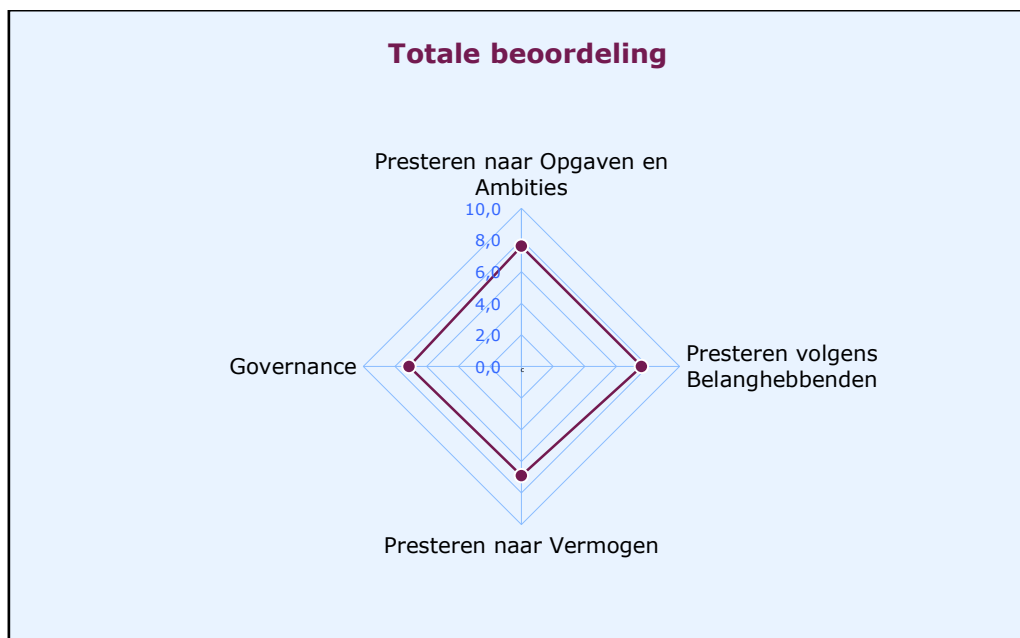 Totale beoordeling
Presteren naar Opgaven en
Ambities
10,0
8,0
6,0
4,0
2,0
0,0
Governance
Presteren volgens
Belanghebbenden
Presteren naar Vermogen